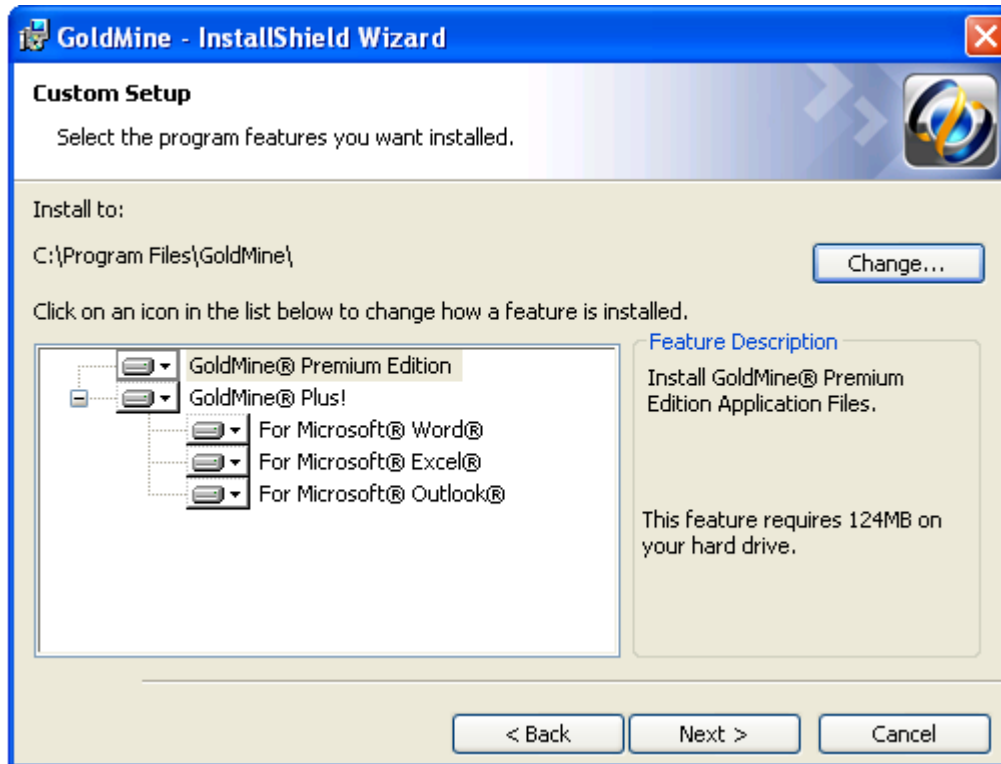 GoldMine - InstallShield Wizard
Custom Setup
Select the program features you want installed.
Install to:
C:\Program Files\GoldMine\
Change...
Click on an icon in the list below to change how a feature is installed.
GoldMine® Premium Edition
GoldMine® Plus!
For Microsoft® Word®
For Microsoft® Excel®
For Microsoft® Outlook®
Feature Description
Install GoldMine® Premium
Edition Application Files.
This feature requires 124MB on
your hard drive.
< Back
Next >
Cancel